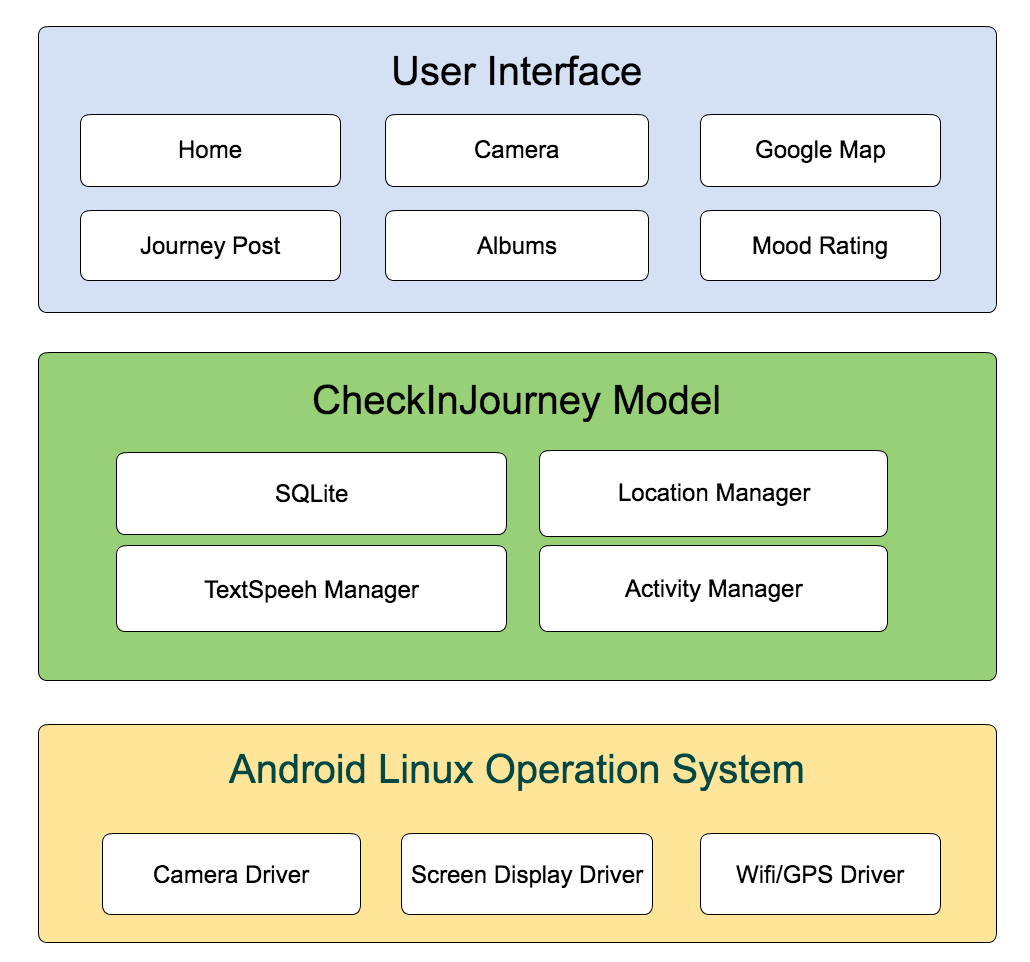 User Interface
Home
Camera
Google Map
Journey Post
Albums
Mood Rating
CheckInJourney Model
SQLite
Location Manager
TextSpeeh Manager
Activity Manager
Android Linux Operation System
Camera Driver
Screen Display Driver
Wifi/GPS Driver